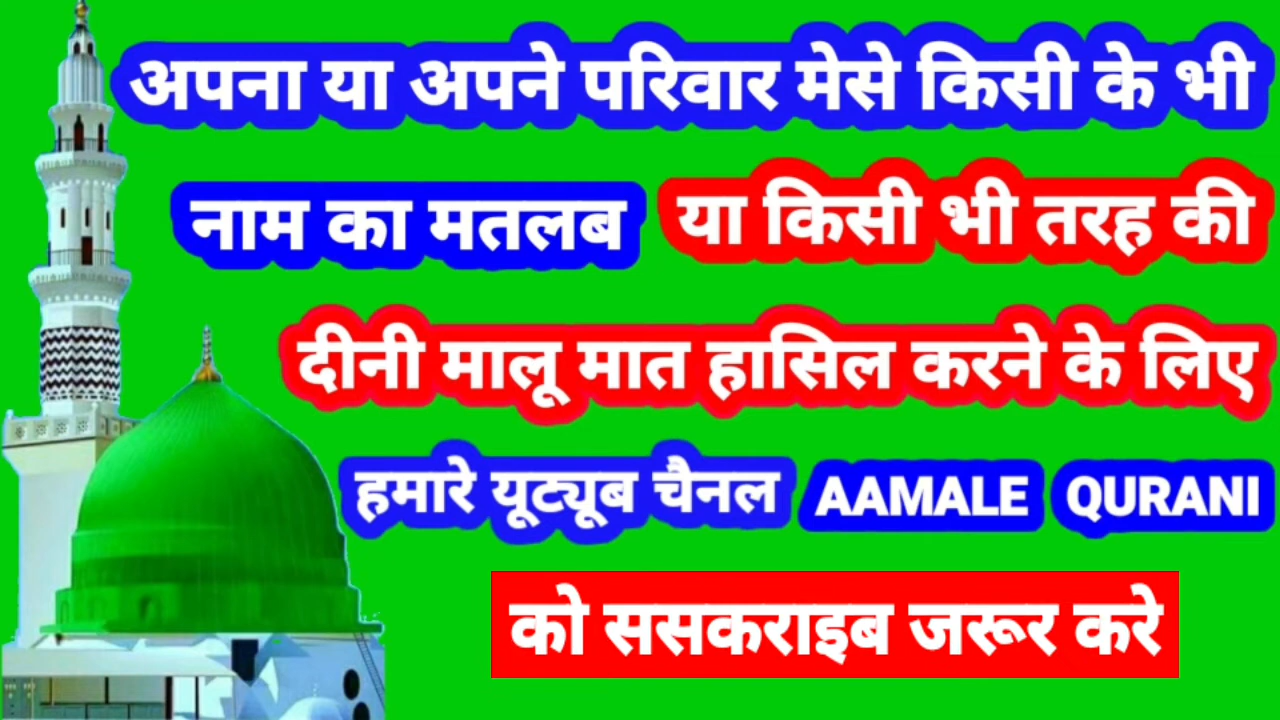 अपना या अपने परिवार मेसे किसी के भी
नाम का मतलब या किसी भी तरह की
दीनी मालू मात हासिल करने के लिए
हमारे यूट्यूब चैनल AAMALE QURANI
को ससकराइब जरूर करे